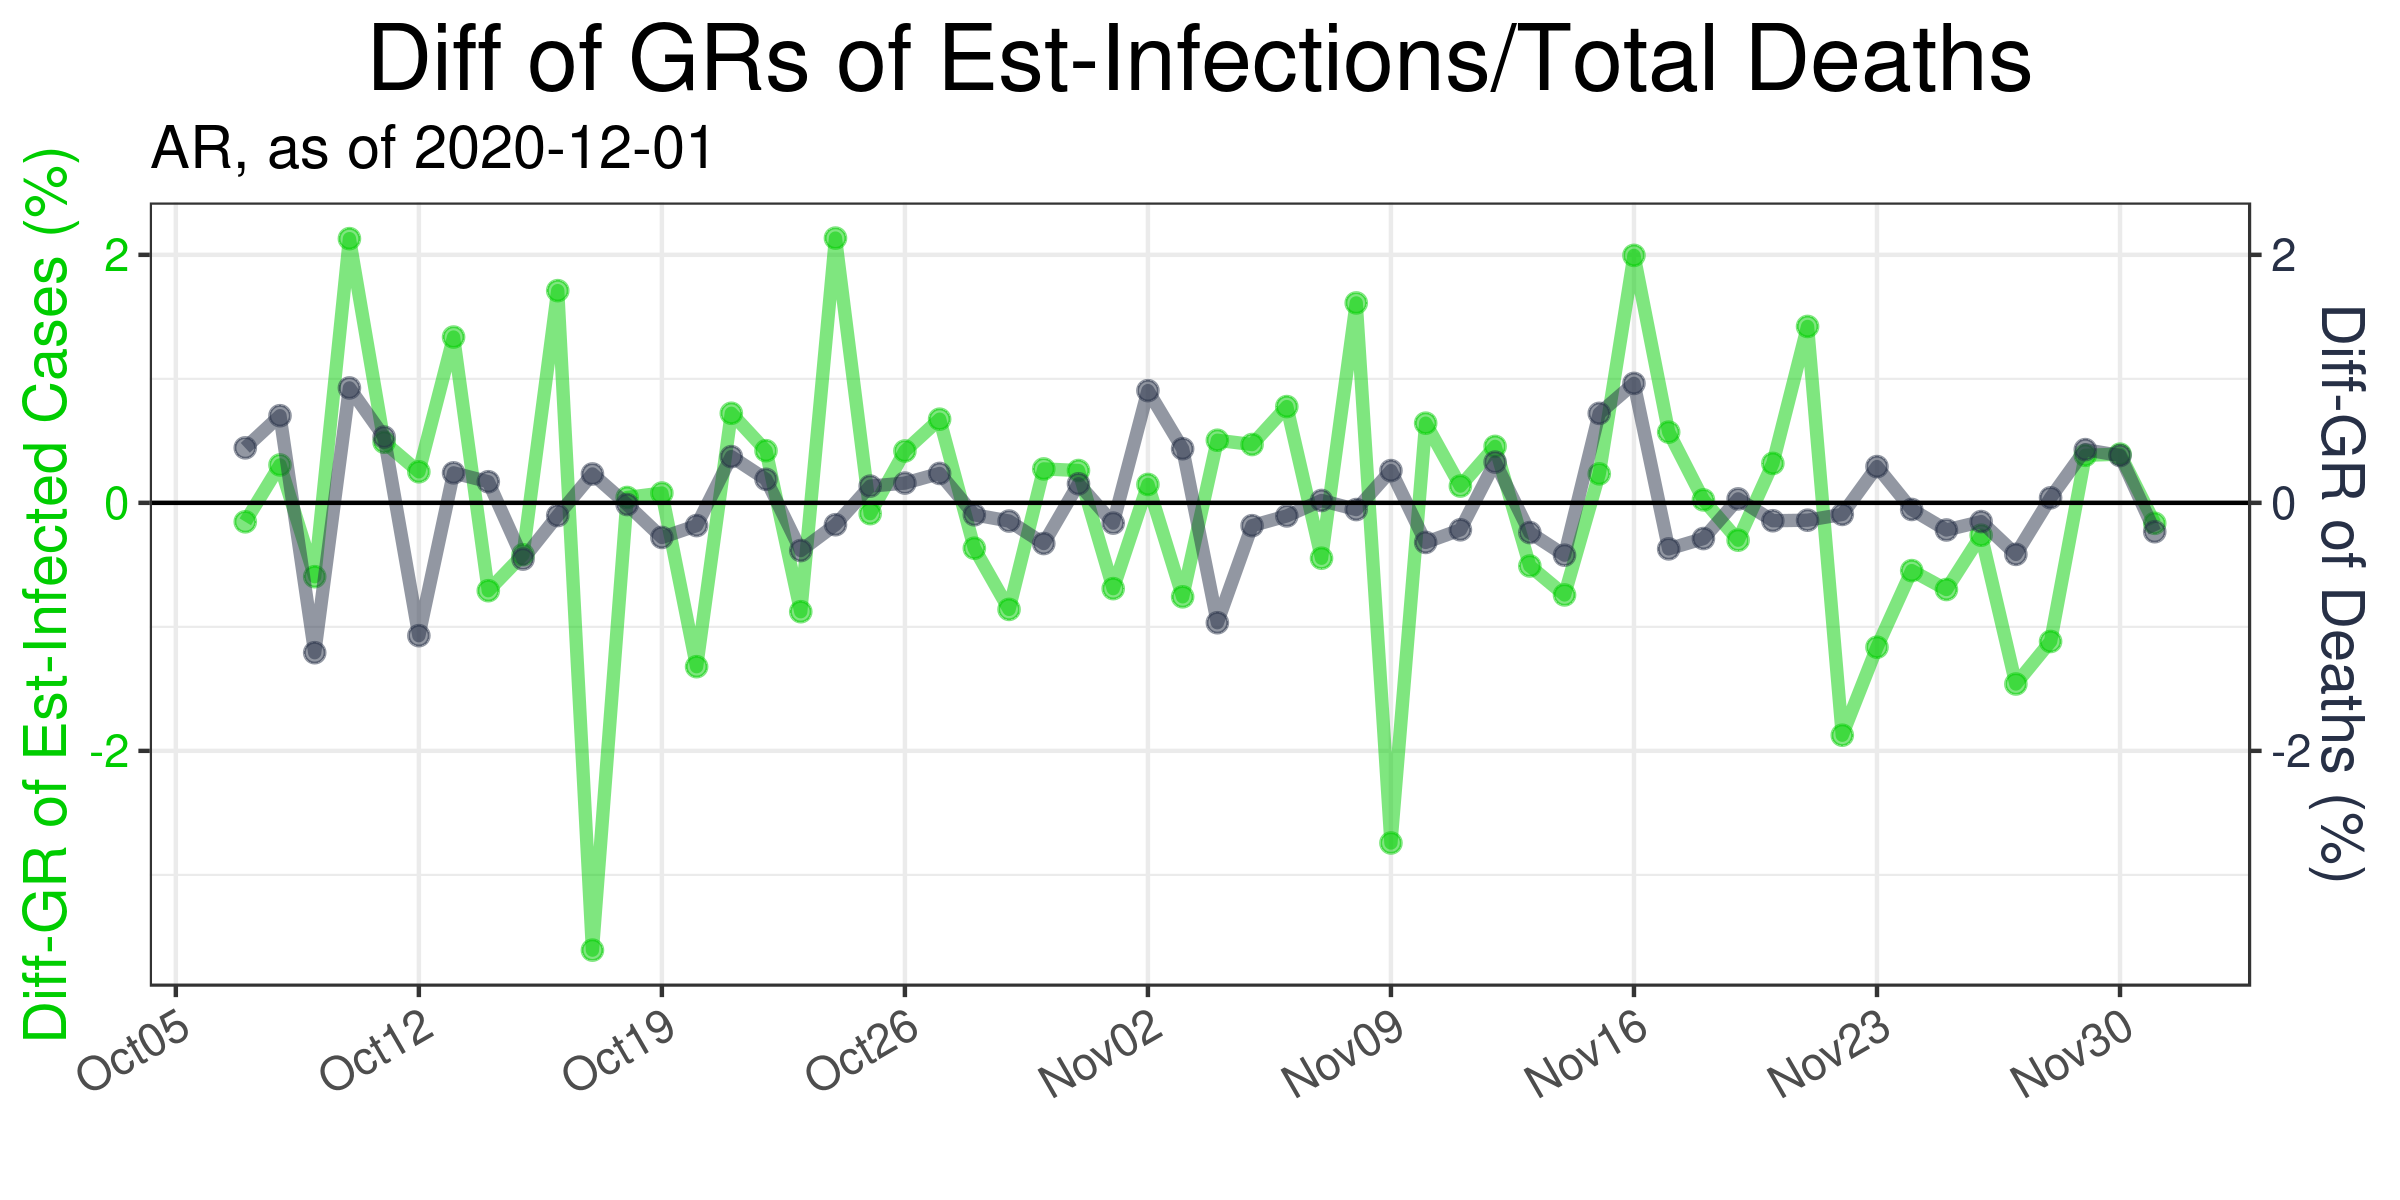 Diff of GRs of Est-Infections/Total Deaths
AR, as of 2020-12-01
Diff-GR of Est-Infected Cases (%)
2
0
-2
2
0
-2
Diff-GR of Deaths (%)
Oct05
Oct12
Oct19
Oct26
Nov02
Nov09
Nov16
Nov23
Nov30